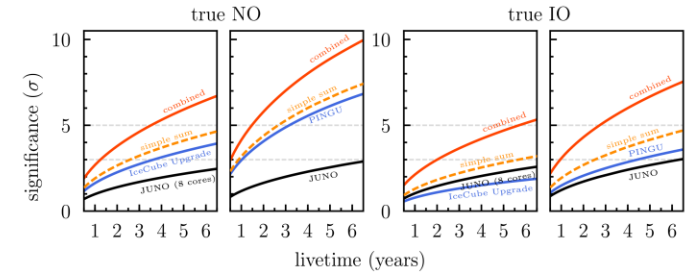 true NO
true IO
significance (σ)
10
5
0
combined
simple sum
IceCube Upgrade
JUNO (8 cores)
1 2 3 4 5 6
combined
simple sum
PINGU
JUNO
1 2 3 4 5 6
10
5
0
combined
simple sum
JUNO (8 cores)
IceCube Upgrade
1 2 3 4 5 6
combined
simple sum
PINGU
JUNO
1 2 3 4 5 6
livetime (years)